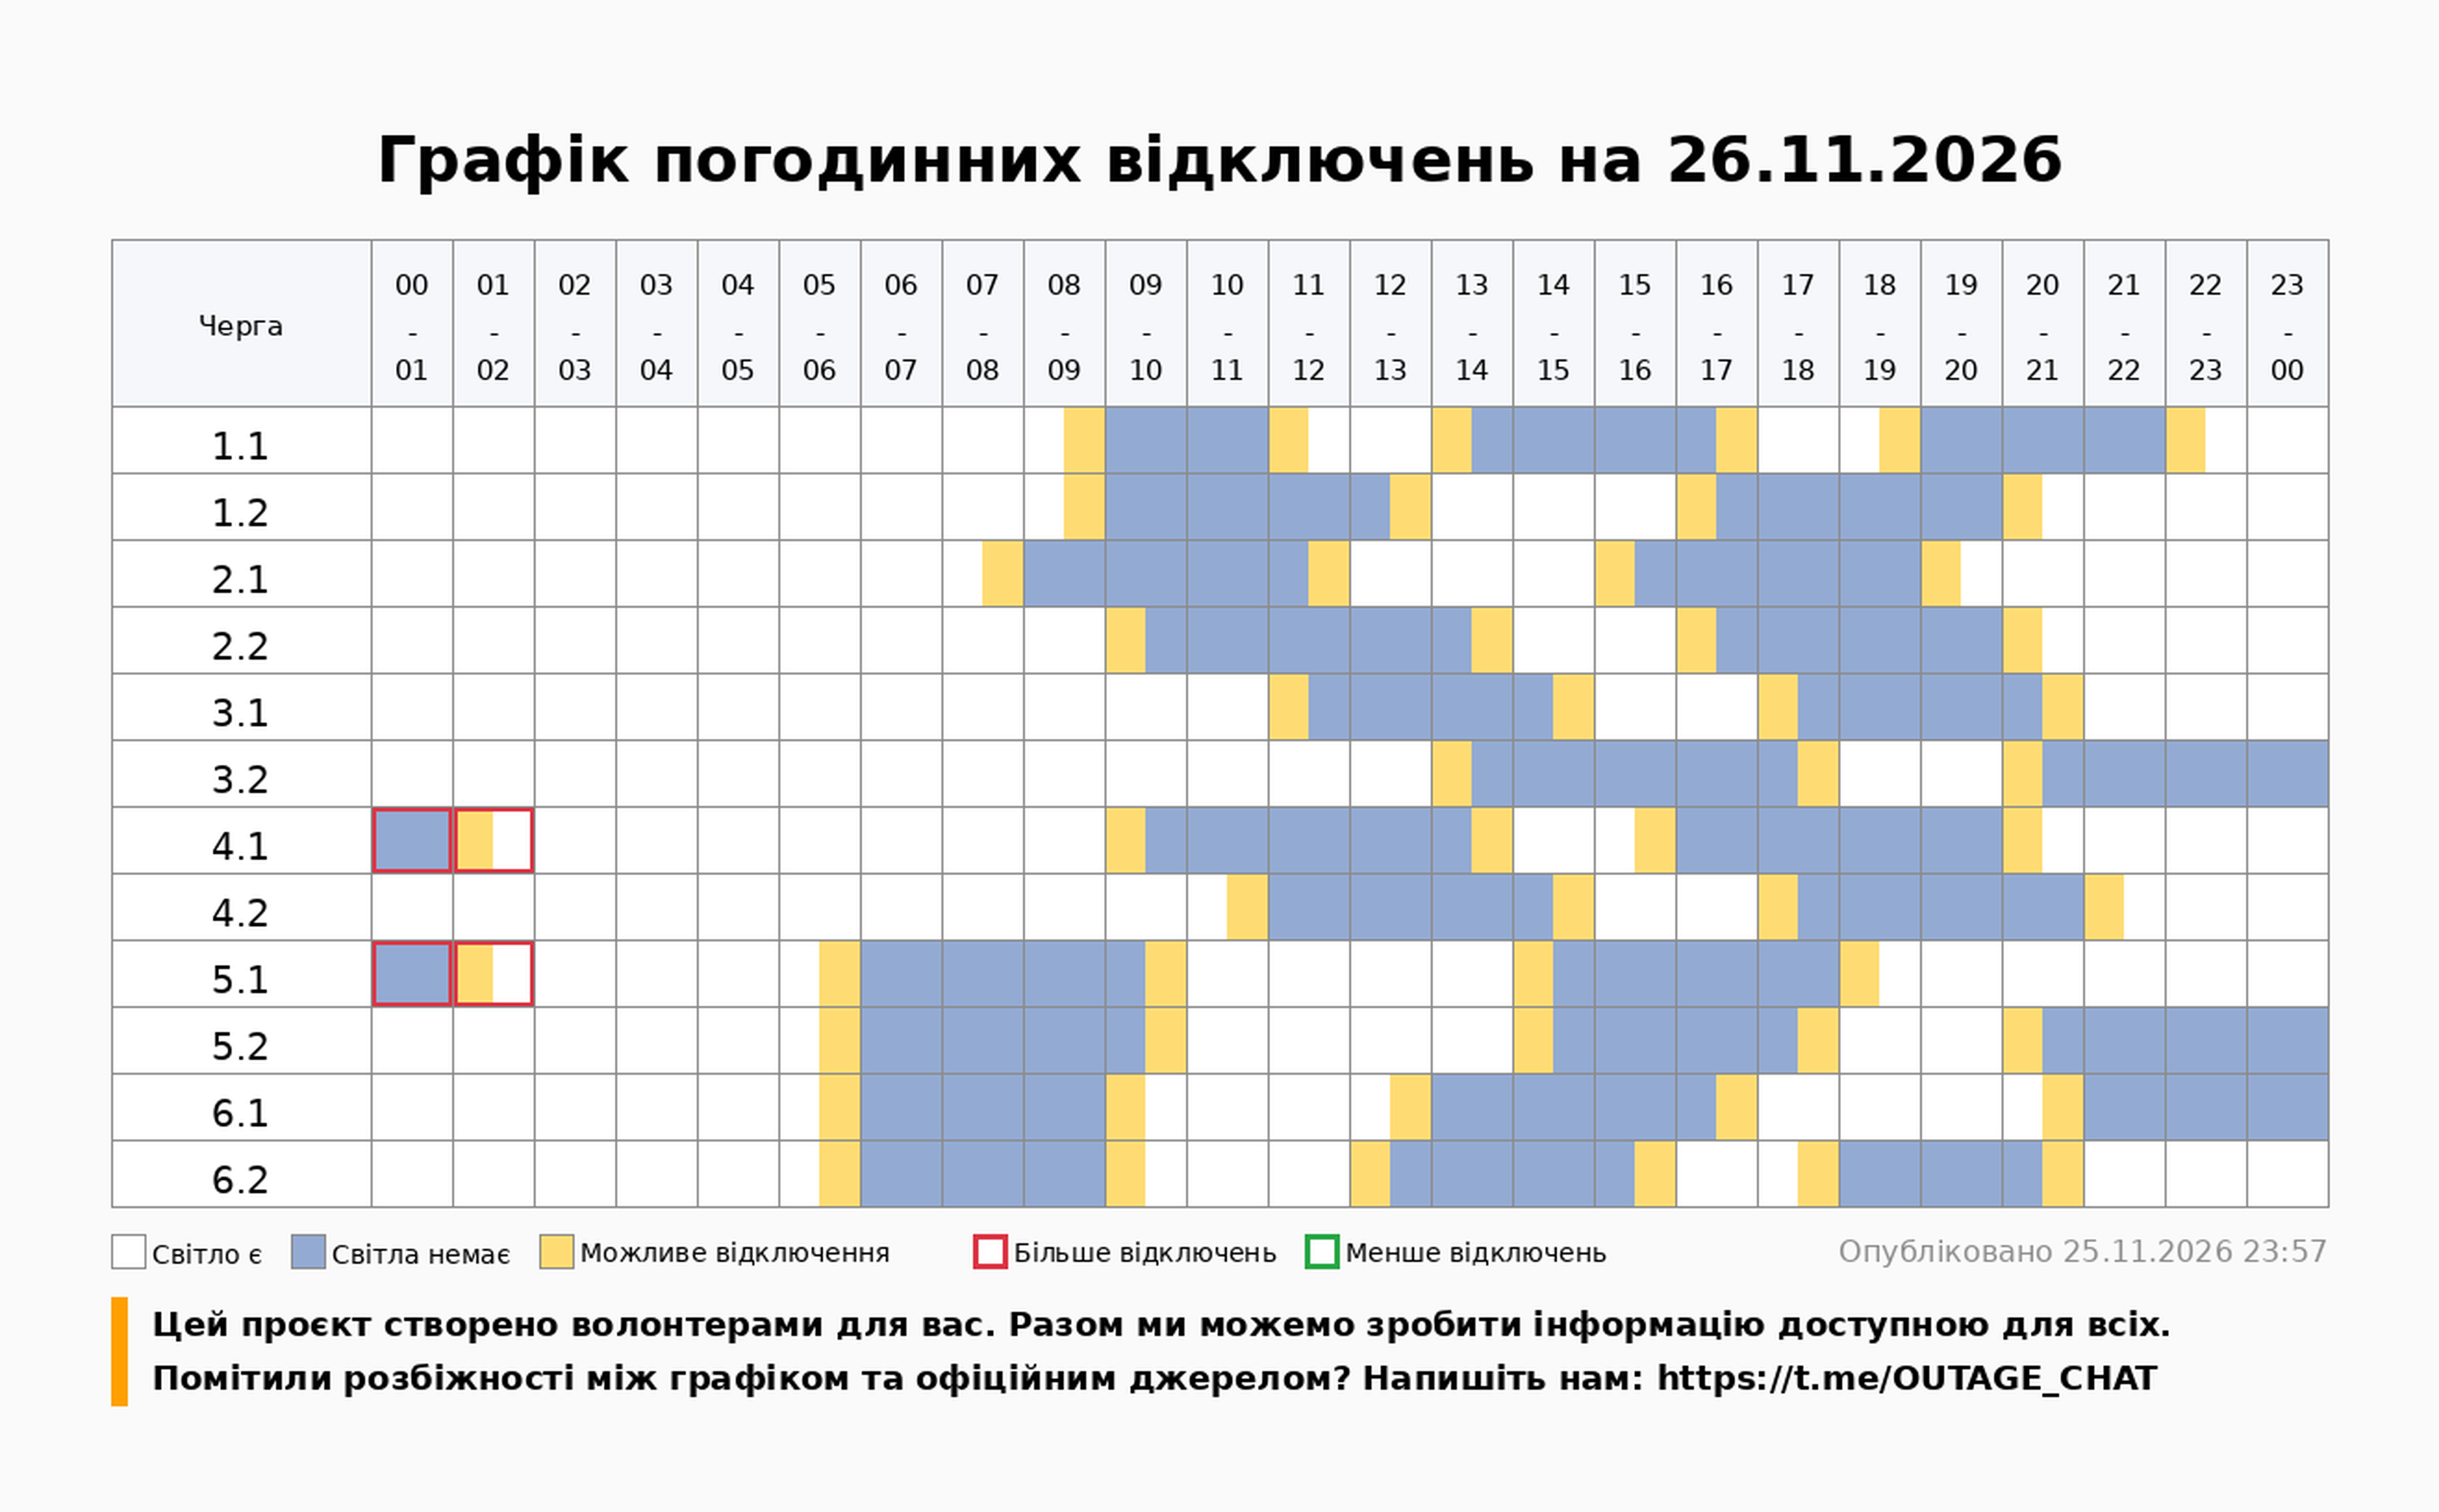 Графік погодинних відключень на 26.11.2026
Черга 00 - 01 01 - 02 02 - 03 03 - 04 04 - 05 05 - 06 06 - 07 07 - 08 08 - 09 09 - 10 10 - 11 11 - 12 12 - 13 13 - 14 14 - 15 15 - 16 16 - 17 17 - 18 18 - 19 19 - 20 20 - 21 21 - 22 22 - 23 23 - 00
1.1
1.2
2.1
2.2
3.1
3.2
4.1
4.2
5.1
5.2
6.1
6.2
Світло є Світла немає Можливе відключення Більше відключень Менше відключень Опубліковано 25.11.2026 23:57
Цей проєкт створено волонтерами для вас. Разом ми можемо зробити інформацію доступною для всіх.
Помітили розбіжності між графіком та офіційним джерелом? Напишіть нам: https://t.me/OUTAGE_CHAT